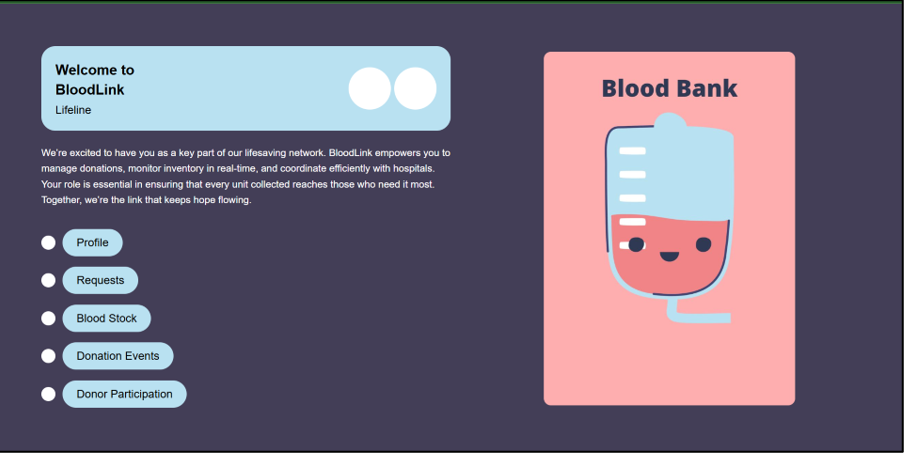 Welcome to
BloodLink
Lifeline
We're excited to have you as a key part of our lifesaving network. BloodLink empowers you to
manage donations, monitor inventory in real-time, and coordinate efficiently with hospitals.
Your role is essential in ensuring that every unit collected reaches those who need it most.
Together, we're the link that keeps hope flowing.
Profile
Requests
Blood Stock
Donation Events
Donor Participation
Blood Bank